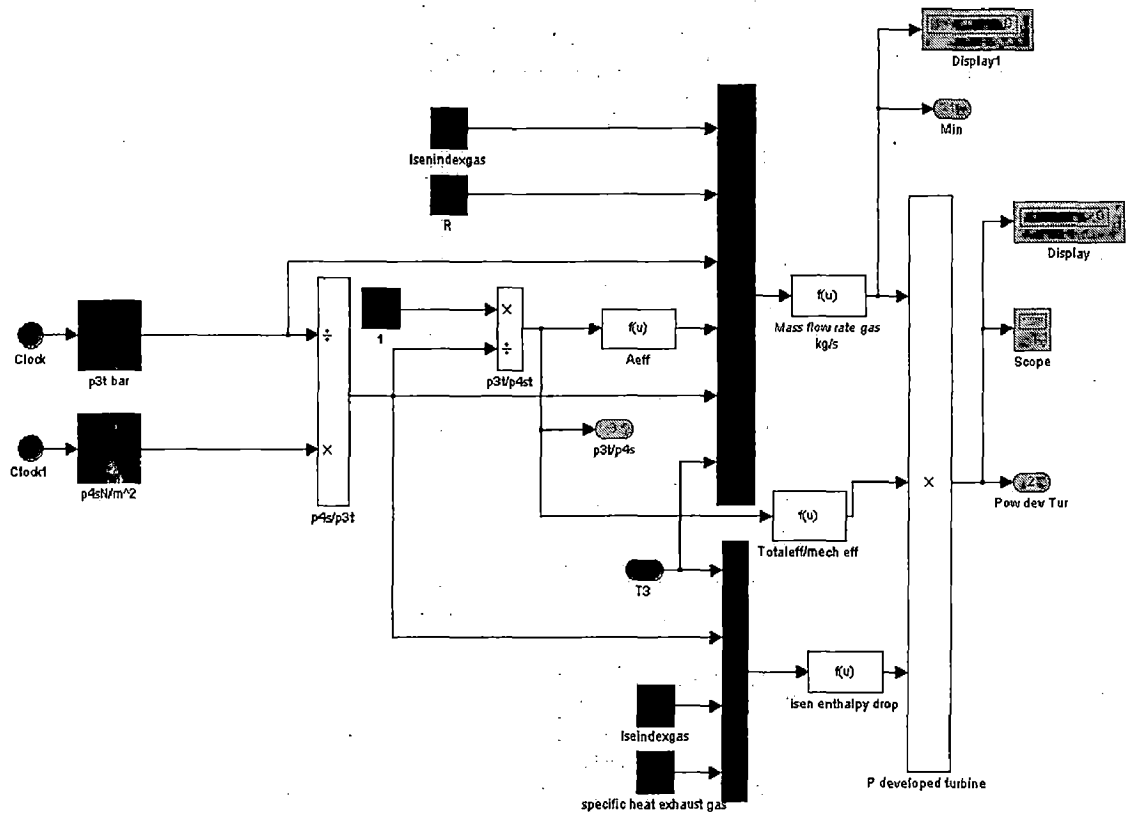 Display1
Min
Isenindexgas
R
Display
Clock
p3t bar
÷
1
×
÷
p3t/p4st
f(u)
Aeff
f(u)
Mass flow rate gas
kg/s
Scope
Clock1
p4sN/m^2
×
p4s/p3t
p3t/p4s
f(u)
Totaleff/mech eff
×
2
Pow dev Tur
T3
f(u)
Isen enthalpy drop
Iseindexgas
specific heat exhaust gas
P developed turbine